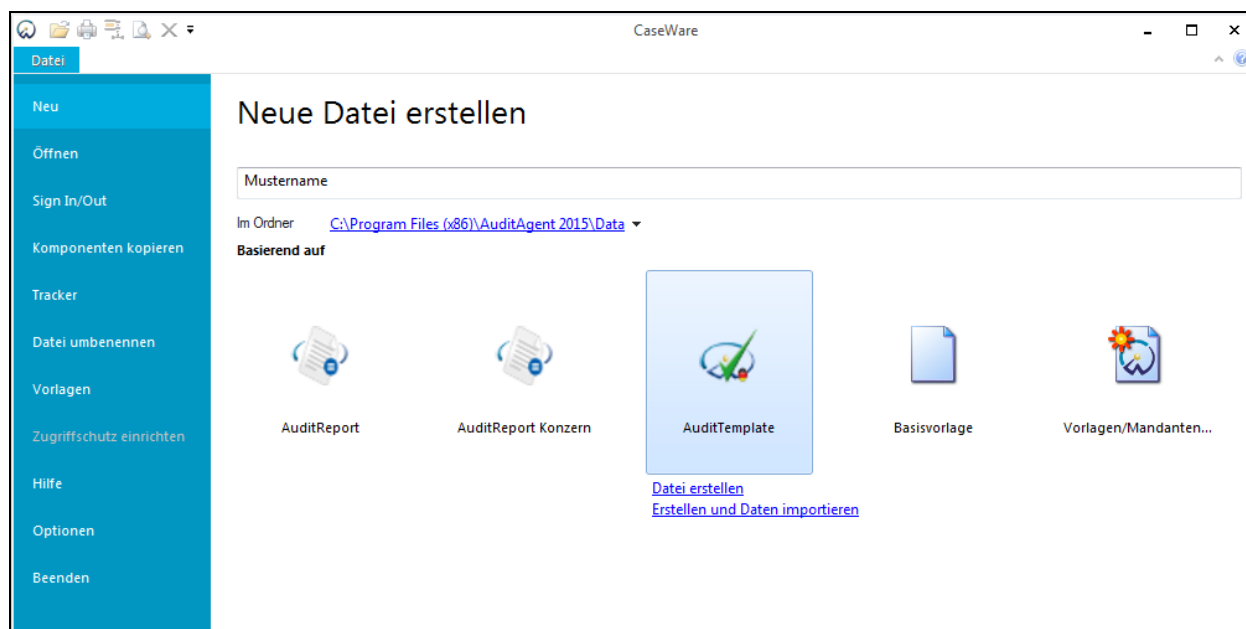 CaseWare
Datei
Neu
Öffnen
Sign In/Out
Komponenten kopieren
Tracker
Datei umbenennen
Vorlagen
Zugriffschutz einrichten
Hilfe
Optionen
Beenden
Neue Datei erstellen
Mustername
Im Ordner C:\Program Files (x86)\AuditAgent 2015\Data
Basierend auf
AuditReport
AuditReport Konzern
AuditTemplate
Basisvorlage
Vorlagen/Mandanten...
Datei erstellen
Erstellen und Daten importieren